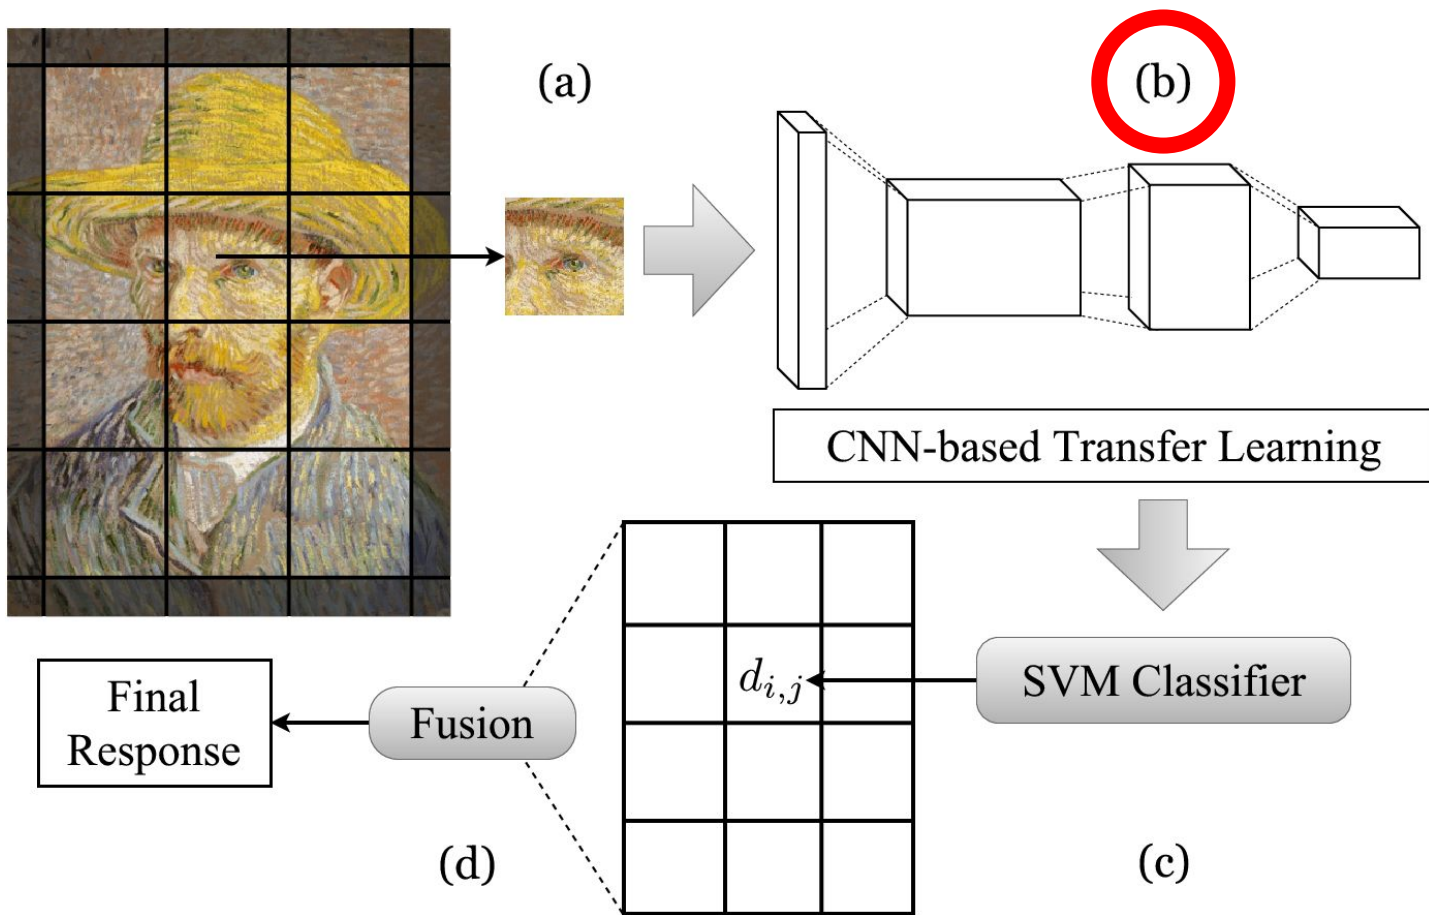 (a)
(b)
CNN-based Transfer Learning
SVM Classifier
d_{i,j}
Fusion
Final
Response
(d)
(c)